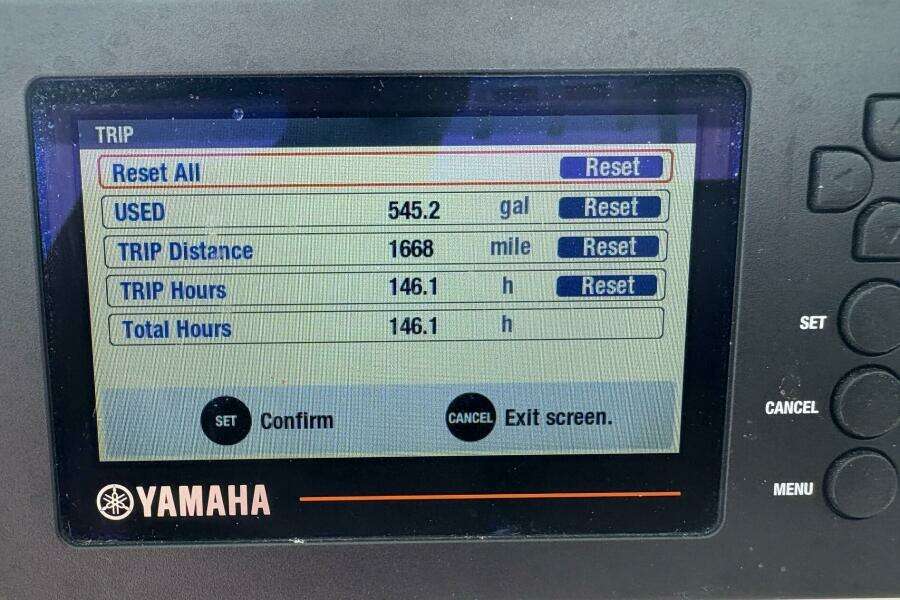 TRIP
Reset All Reset
USED 545.2 gal Reset
TRIP Distance 1668 mile Reset
TRIP Hours 146.1 h Reset
Total Hours 146.1 h
SET Confirm CANCEL Exit screen.
YAMAHA
SET
CANCEL
MENU